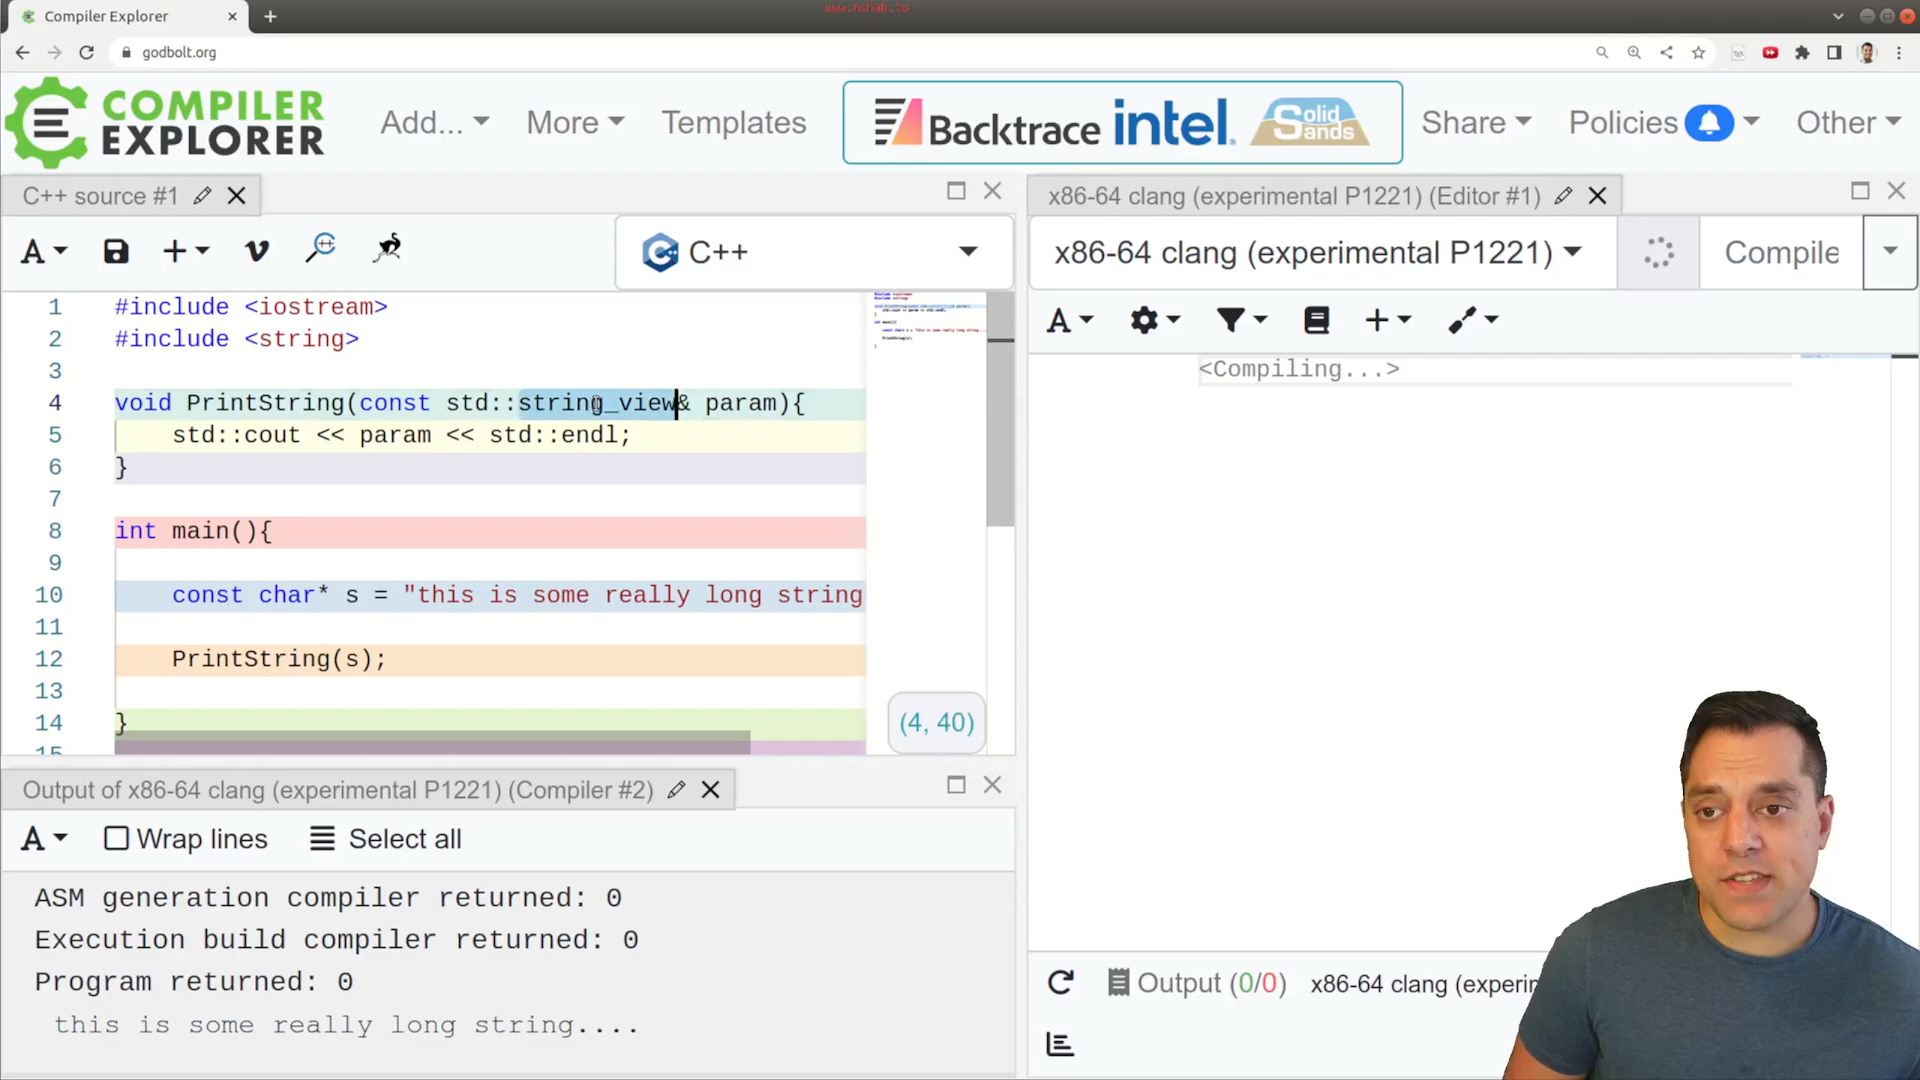 www.mshah.io
Compiler Explorer
godbolt.org
COMPILER
EXPLORER
Add...
More
Templates
Backtrace
intel.
Solid
Sands
Share
Policies
Other
C++ source #1
x86-64 clang (experimental P1221) (Editor #1)
A
C++
x86-64 clang (experimental P1221)
Compile
A
1 #include <iostream>
2 #include <string>
3
4 void PrintString(const std::string_view& param){
5 std::cout << param << std::endl;
6 }
7
8 int main(){
9
10 const char* s = "this is some really long string
11
12 PrintString(s);
13
14 }
15
(4, 40)
<Compiling...>
Output of x86-64 clang (experimental P1221) (Compiler #2)
A
Wrap lines
Select all
ASM generation compiler returned: 0
Execution build compiler returned: 0
Program returned: 0
this is some really long string....
Output (0/0)
x86-64 clang (experin